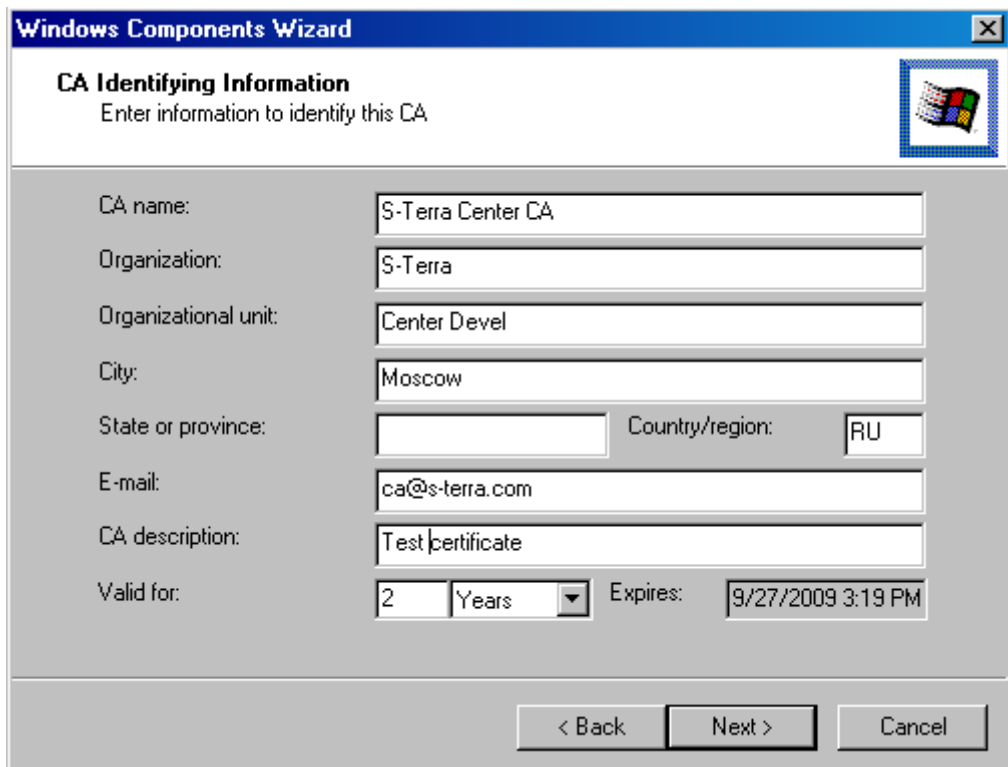 Windows Components Wizard
CA Identifying Information
Enter information to identify this CA
CA name: S-Terra Center CA
Organization: S-Terra
Organizational unit: Center Devel
City: Moscow
State or province: Country/region: RU
E-mail: ca@s-terra.com
CA description: Test certificate
Valid for: 2 Years Expires: 9/27/2009 3:19 PM
< Back Next > Cancel